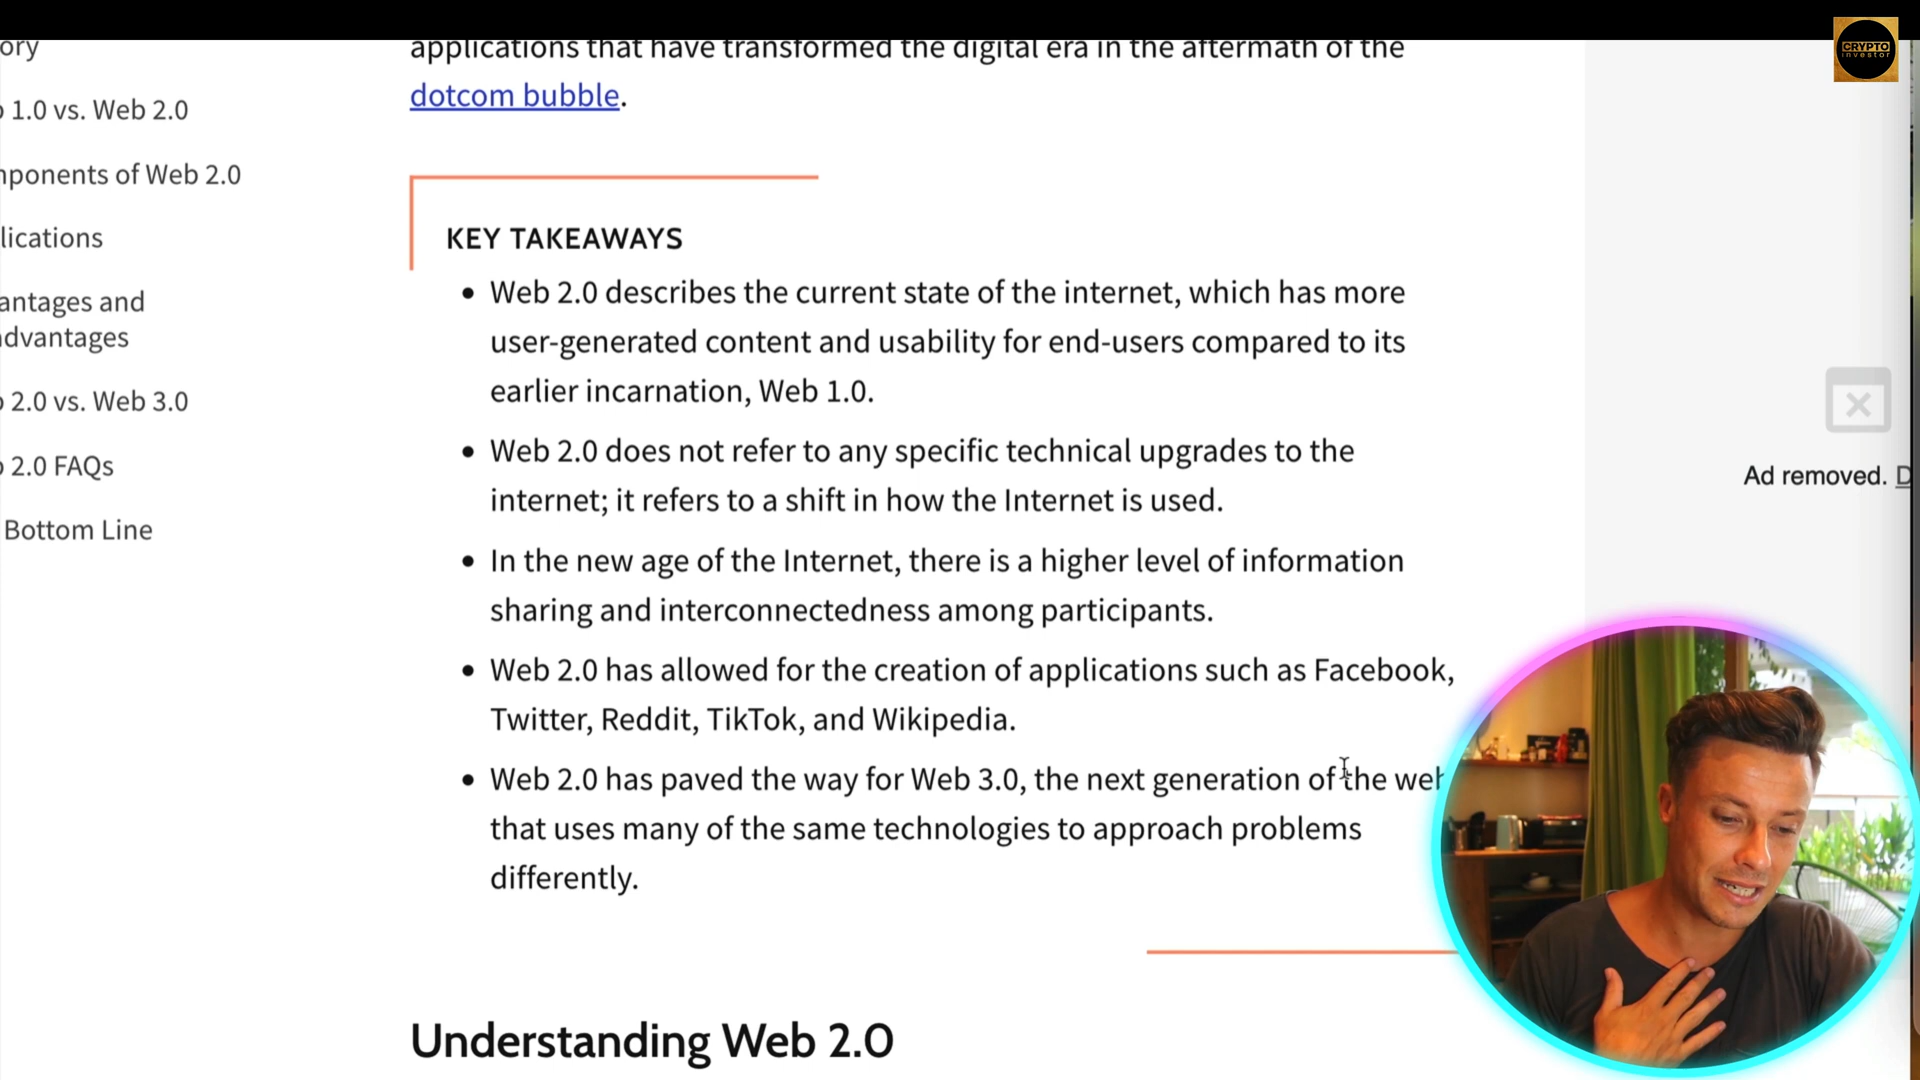 applications that have transformed the digital era in the aftermath of the
dotcom bubble.
ory
1.0 vs. Web 2.0
mponents of Web 2.0
lications
antages and
advantages
2.0 vs. Web 3.0
2.0 FAQs
Bottom Line
KEY TAKEAWAYS
• Web 2.0 describes the current state of the internet, which has more
user-generated content and usability for end-users compared to its
earlier incarnation, Web 1.0.
• Web 2.0 does not refer to any specific technical upgrades to the
internet; it refers to a shift in how the Internet is used.
• In the new age of the Internet, there is a higher level of information
sharing and interconnectedness among participants.
• Web 2.0 has allowed for the creation of applications such as Facebook,
Twitter, Reddit, TikTok, and Wikipedia.
• Web 2.0 has paved the way for Web 3.0, the next generation of the web
that uses many of the same technologies to approach problems
differently.
Understanding Web 2.0
Ad removed. D
CRYPTO
investor